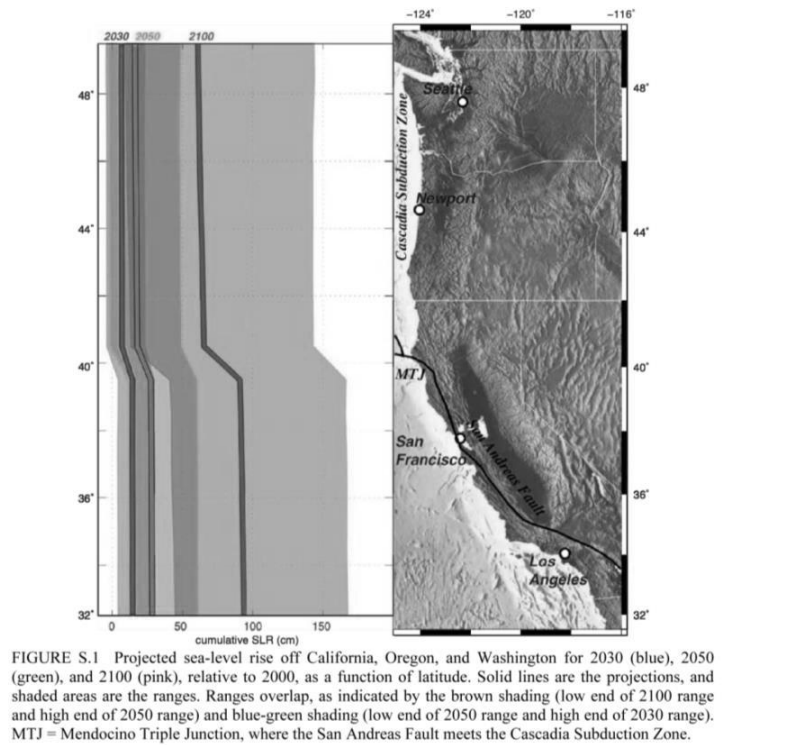 2030 2050 2100
-124° -120° -116°
48°
44°
40°
36°
32°
0 50 100 150
cumulative SLR (cm)
Seattle
Cascadia Subduction Zone
Newport
MTJ
San
Francisco
San Andreas Fault
Los
Angeles
48°
44°
40°
36°
32°
FIGURE S.1 Projected sea-level rise off California, Oregon, and Washington for 2030 (blue), 2050
(green), and 2100 (pink), relative to 2000, as a function of latitude. Solid lines are the projections, and
shaded areas are the ranges. Ranges overlap, as indicated by the brown shading (low end of 2100 range
and high end of 2050 range) and blue-green shading (low end of 2050 range and high end of 2030 range).
MTJ = Mendocino Triple Junction, where the San Andreas Fault meets the Cascadia Subduction Zone.